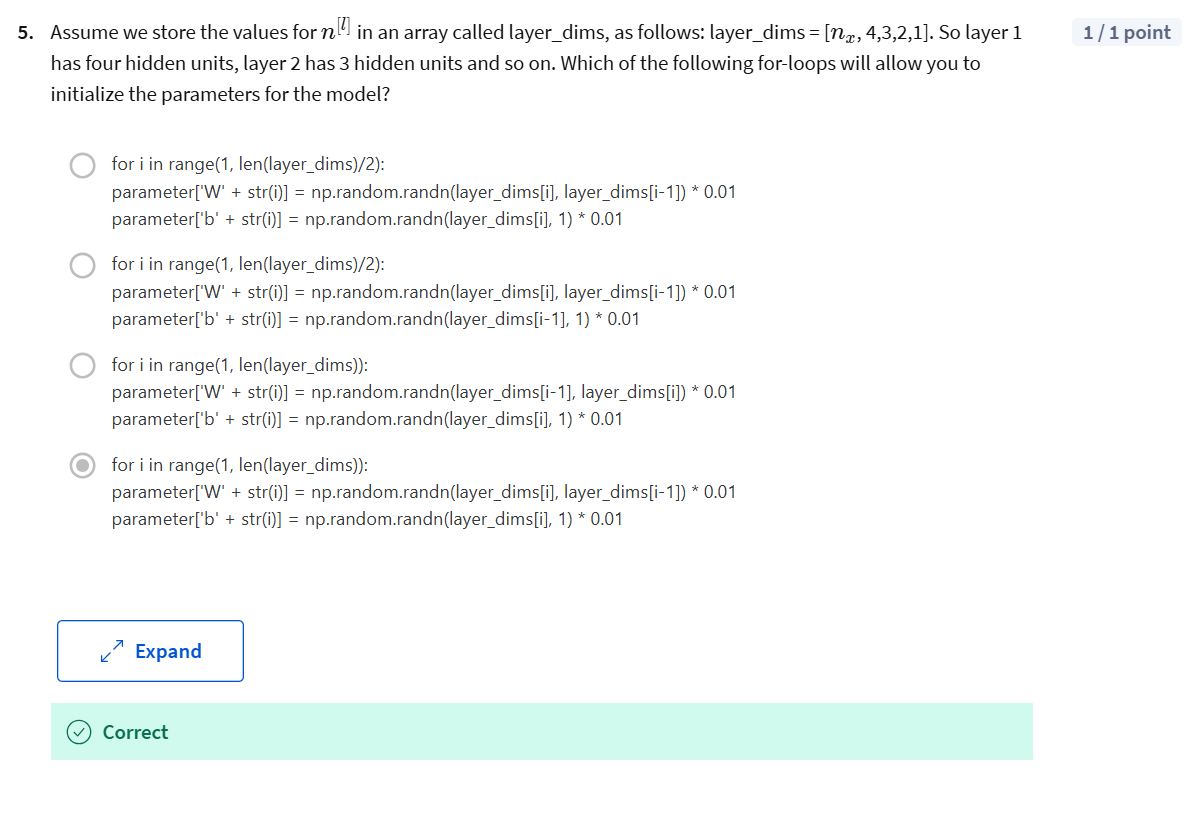 5. Assume we store the values for n^[l] in an array called layer_dims, as follows: layer_dims = [n_x, 4,3,2,1]. So layer 1
1 / 1 point
has four hidden units, layer 2 has 3 hidden units and so on. Which of the following for-loops will allow you to
initialize the parameters for the model?
for i in range(1, len(layer_dims)/2):
parameter['W' + str(i)] = np.random.randn(layer_dims[i], layer_dims[i-1]) * 0.01
parameter['b' + str(i)] = np.random.randn(layer_dims[i], 1) * 0.01
for i in range(1, len(layer_dims)/2):
parameter['W' + str(i)] = np.random.randn(layer_dims[i], layer_dims[i-1]) * 0.01
parameter['b' + str(i)] = np.random.randn(layer_dims[i-1], 1) * 0.01
for i in range(1, len(layer_dims)):
parameter['W' + str(i)] = np.random.randn(layer_dims[i-1], layer_dims[i]) * 0.01
parameter['b' + str(i)] = np.random.randn(layer_dims[i], 1) * 0.01
for i in range(1, len(layer_dims)):
parameter['W' + str(i)] = np.random.randn(layer_dims[i], layer_dims[i-1]) * 0.01
parameter['b' + str(i)] = np.random.randn(layer_dims[i], 1) * 0.01
Expand
Correct